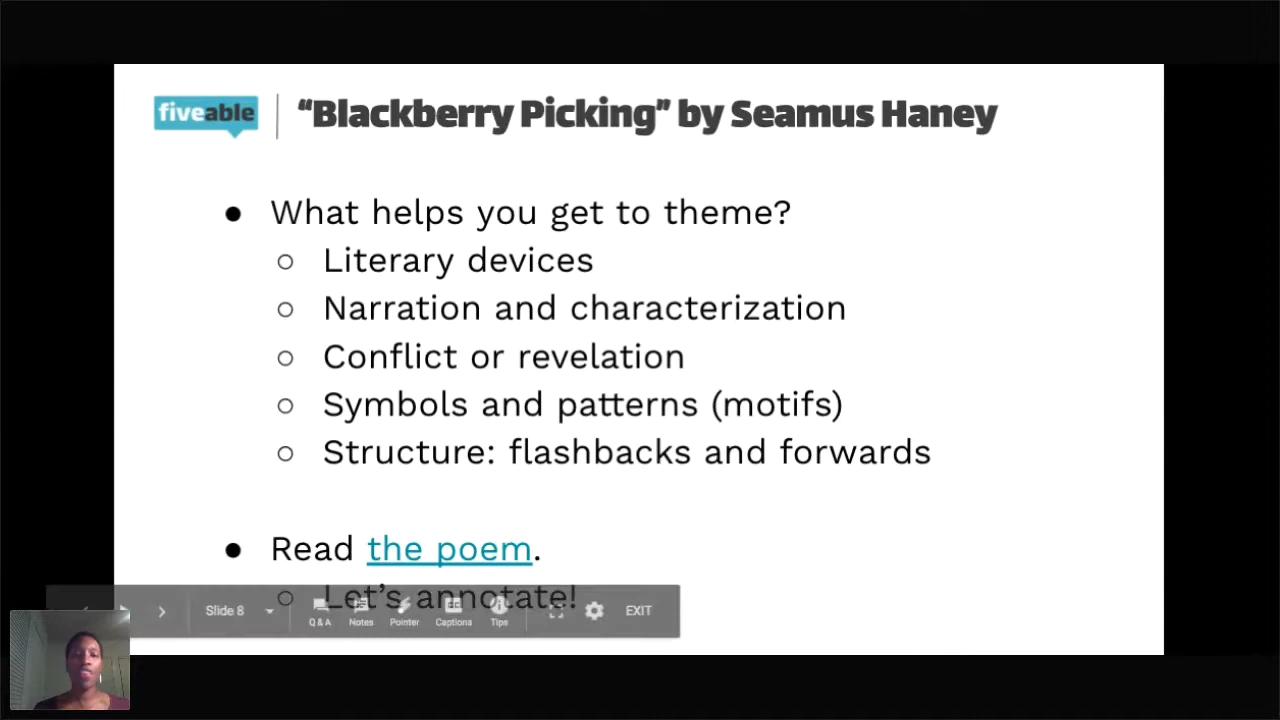 fiveable
“Blackberry Picking” by Seamus Haney
● What helps you get to theme?
○ Literary devices
○ Narration and characterization
○ Conflict or revelation
○ Symbols and patterns (motifs)
○ Structure: flashbacks and forwards
● Read the poem.
○ Let’s annotate!
Slide 8
Q & A Notes Pointer Captions Tips EXIT